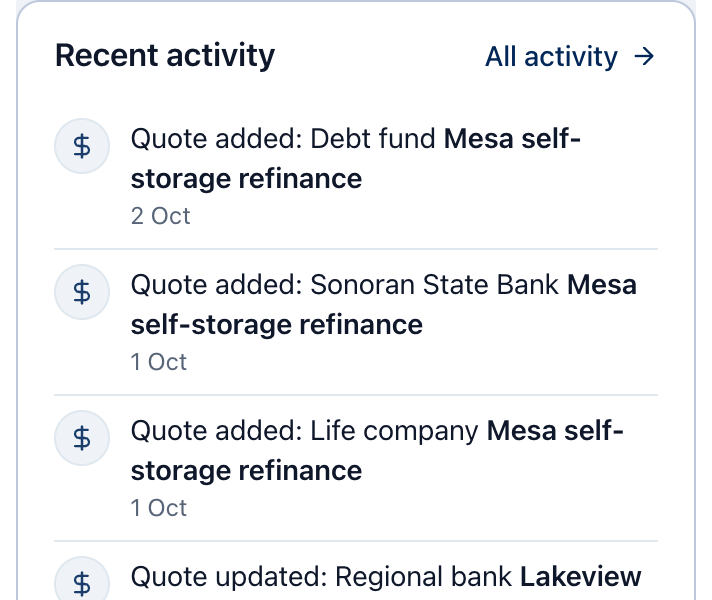 Recent activity
All activity →
$
Quote added: Debt fund Mesa self-
storage refinance
2 Oct
$
Quote added: Sonoran State Bank Mesa
self-storage refinance
1 Oct
$
Quote added: Life company Mesa self-
storage refinance
1 Oct
$
Quote updated: Regional bank Lakeview